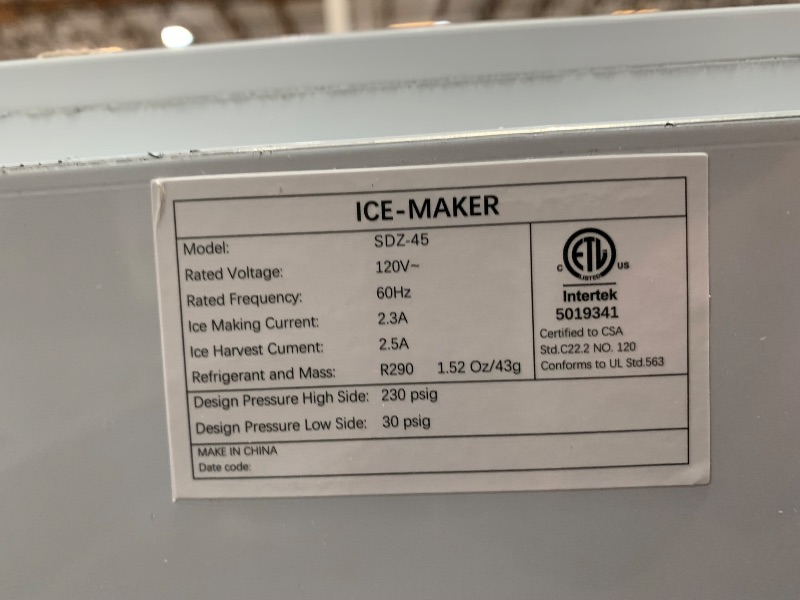 ICE-MAKER
Model: SDZ-45
Rated Voltage: 120V~
Rated Frequency: 60Hz
Ice Making Current: 2.3A
Ice Harvest Cument: 2.5A
Refrigerant and Mass: R290 1.52 Oz/43g
ETL
LISTED
C US
Intertek
5019341
Certified to CSA
Std.C22.2 NO. 120
Conforms to UL Std.563
Design Pressure High Side: 230 psig
Design Pressure Low Side: 30 psig
MAKE IN CHINA
Date code: